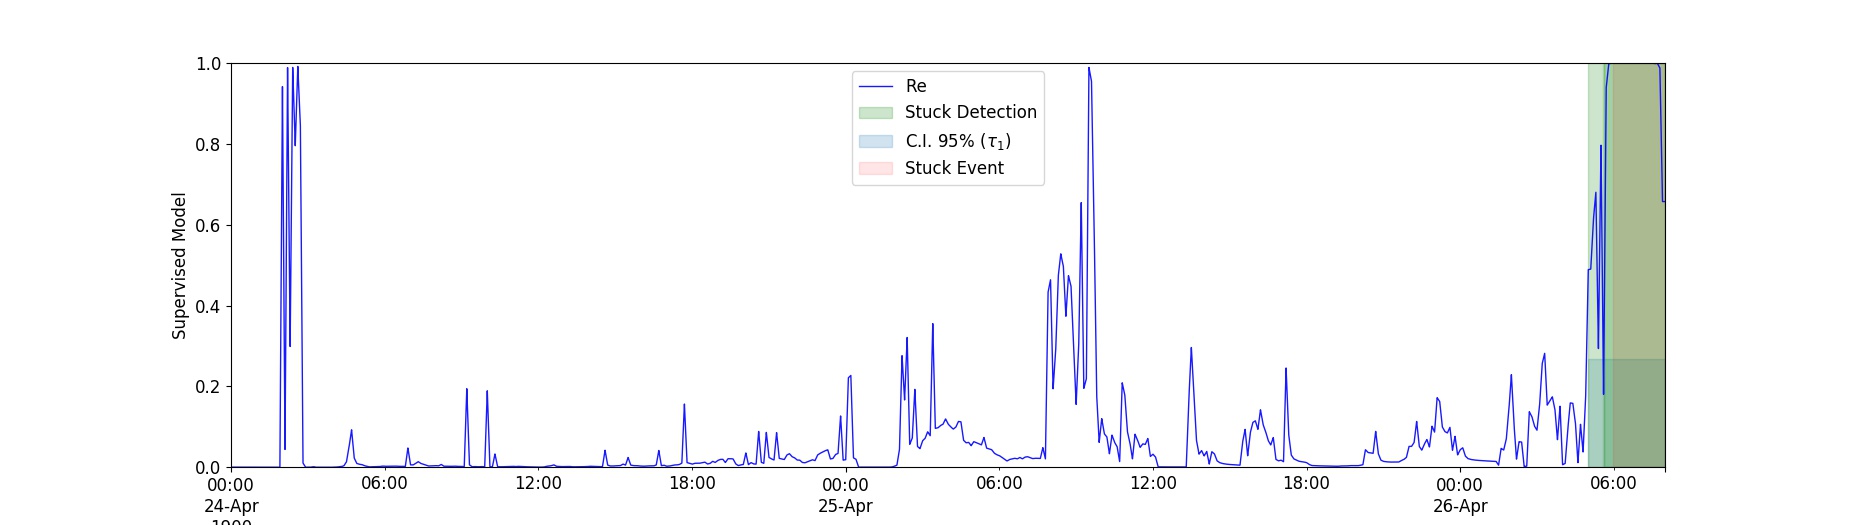 1.0
0.8
0.6
0.4
0.2
0.0
Supervised Model
Re
Stuck Detection
C.I. 95% (τ₁)
Stuck Event
00:00 06:00 12:00 18:00 00:00 06:00 12:00 18:00 00:00 06:00
24-Apr 25-Apr 26-Apr
1900